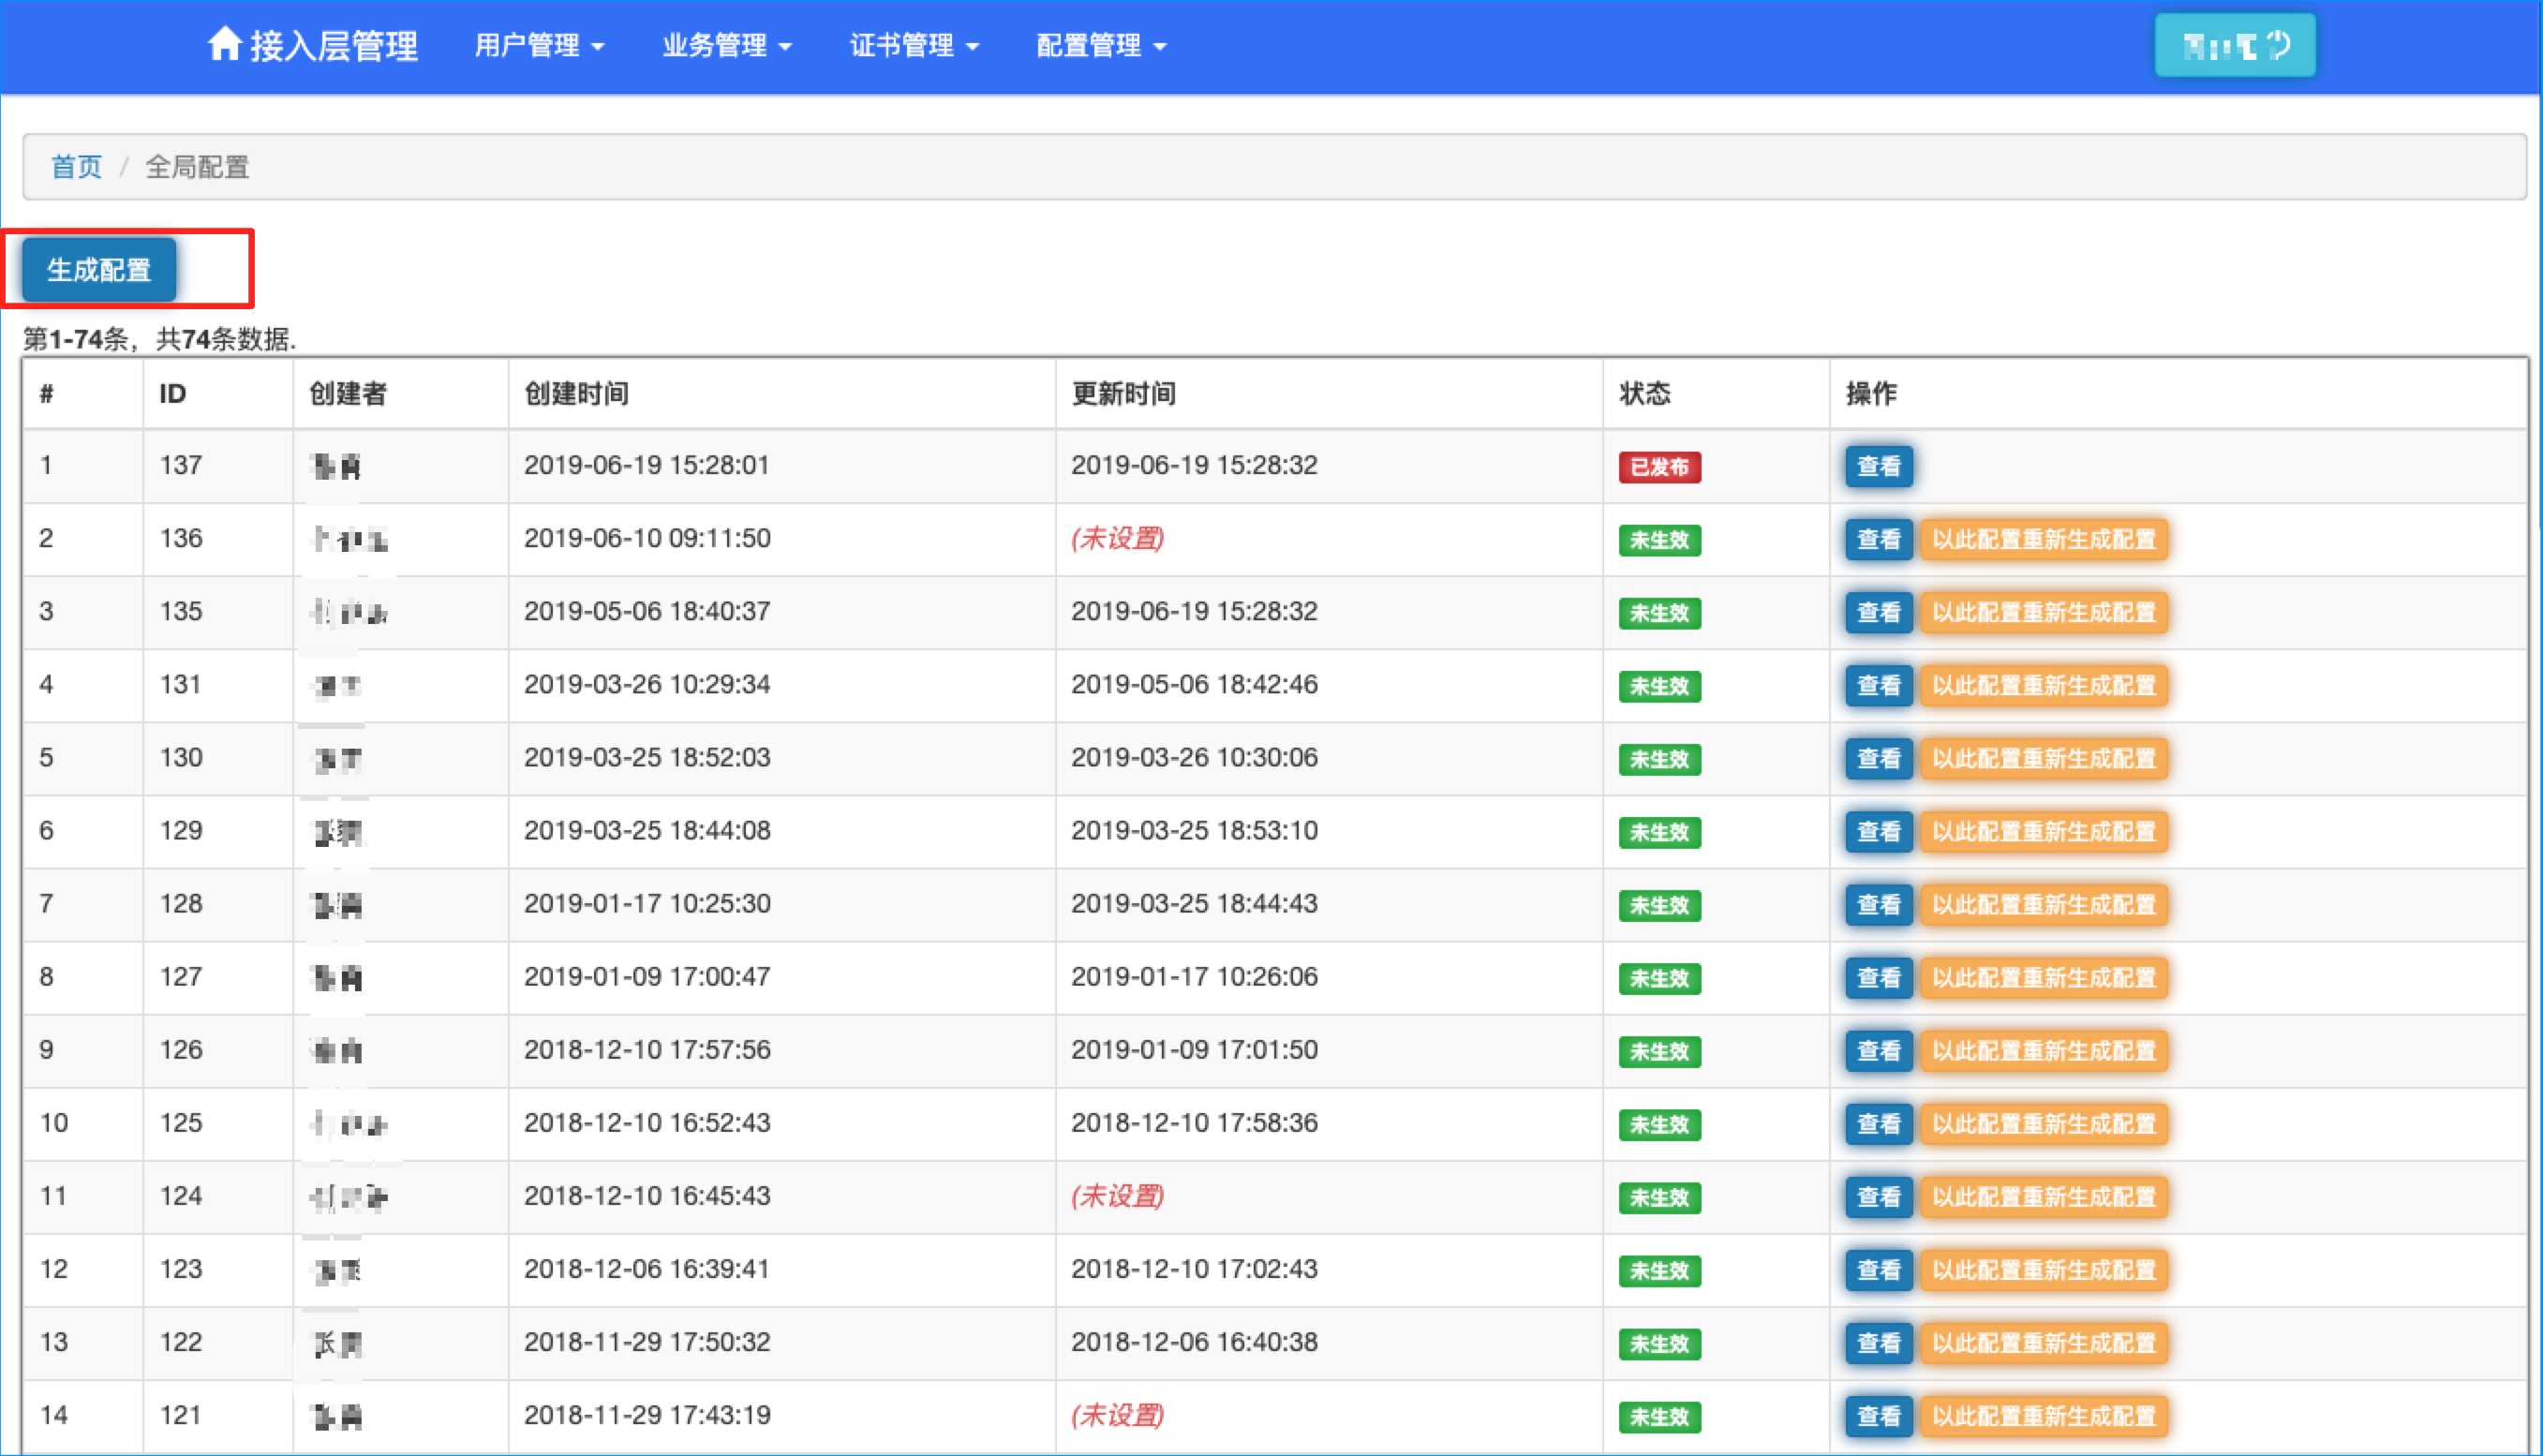 接入层管理 用户管理 业务管理 证书管理 配置管理
首页 / 全局配置
生成配置
第1-74条，共74条数据.
# ID 创建者 创建时间 更新时间 状态 操作
1 137 2019-06-19 15:28:01 2019-06-19 15:28:32 已发布 查看
2 136 2019-06-10 09:11:50 (未设置) 未生效 查看 以此配置重新生成配置
3 135 2019-05-06 18:40:37 2019-06-19 15:28:32 未生效 查看 以此配置重新生成配置
4 131 2019-03-26 10:29:34 2019-05-06 18:42:46 未生效 查看 以此配置重新生成配置
5 130 2019-03-25 18:52:03 2019-03-26 10:30:06 未生效 查看 以此配置重新生成配置
6 129 2019-03-25 18:44:08 2019-03-25 18:53:10 未生效 查看 以此配置重新生成配置
7 128 2019-01-17 10:25:30 2019-03-25 18:44:43 未生效 查看 以此配置重新生成配置
8 127 2019-01-09 17:00:47 2019-01-17 10:26:06 未生效 查看 以此配置重新生成配置
9 126 2018-12-10 17:57:56 2019-01-09 17:01:50 未生效 查看 以此配置重新生成配置
10 125 2018-12-10 16:52:43 2018-12-10 17:58:36 未生效 查看 以此配置重新生成配置
11 124 2018-12-10 16:45:43 (未设置) 未生效 查看 以此配置重新生成配置
12 123 2018-12-06 16:39:41 2018-12-10 17:02:43 未生效 查看 以此配置重新生成配置
13 122 2018-11-29 17:50:32 2018-12-06 16:40:38 未生效 查看 以此配置重新生成配置
14 121 2018-11-29 17:43:19 (未设置) 未生效 查看 以此配置重新生成配置